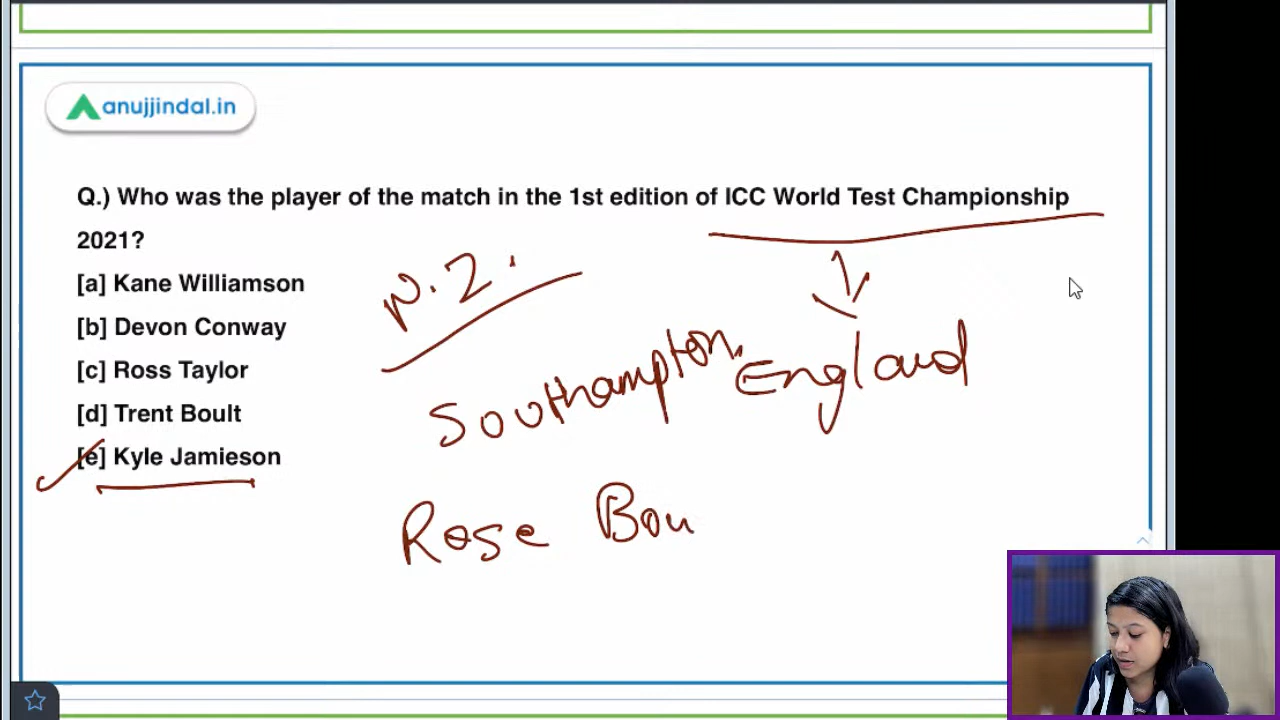 anujjindal.in
Q.) Who was the player of the match in the 1st edition of ICC World Test Championship
2021?
[a] Kane Williamson
[b] Devon Conway
[c] Ross Taylor
[d] Trent Boult
[e] Kyle Jamieson
N.Z.
Southampton, England
Rose Bou